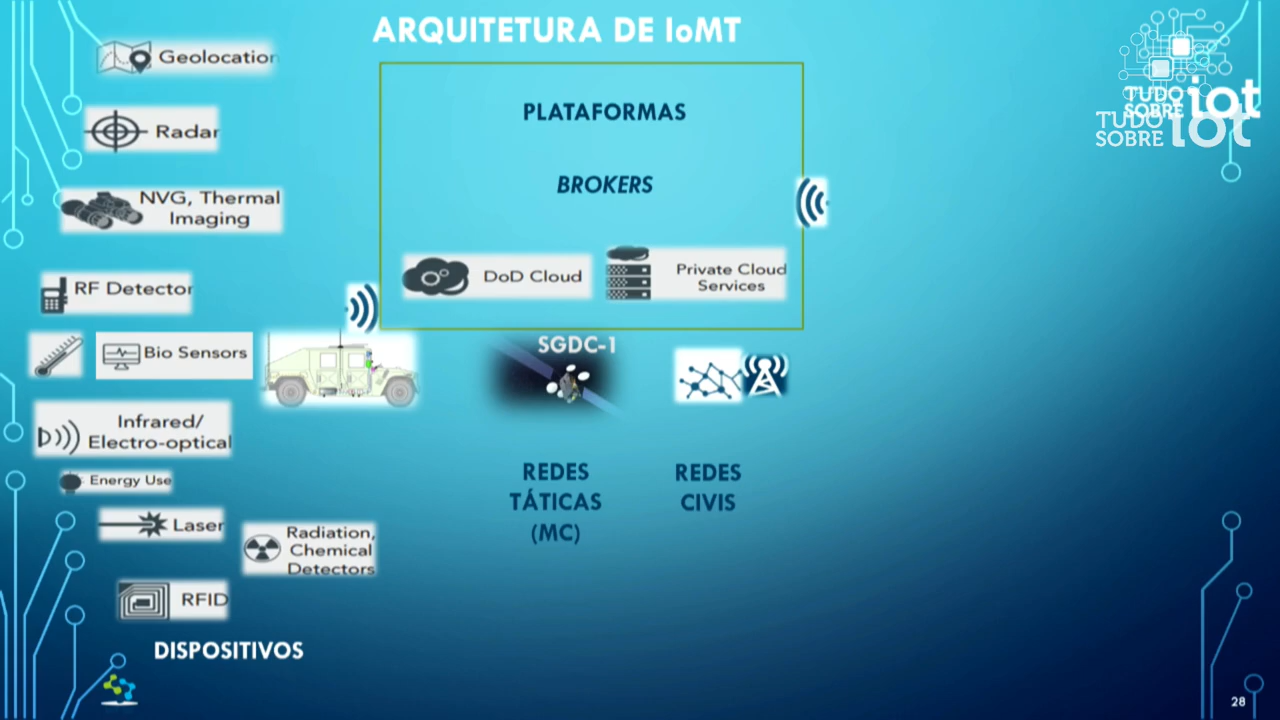 ARQUITETURA DE IoMT
TUDO
SOBRE
iot
TUDO
SOBRE
iot
Geolocation
Radar
NVG, Thermal
Imaging
RF Detector
Bio Sensors
Infrared/
Electro-optical
Energy Use
Laser
Radiation,
Chemical
Detectors
RFID
DISPOSITIVOS
PLATAFORMAS
BROKERS
DoD Cloud
Private Cloud
Services
SGDC-1
REDES
TÁTICAS
(MC)
REDES
CIVIS
28